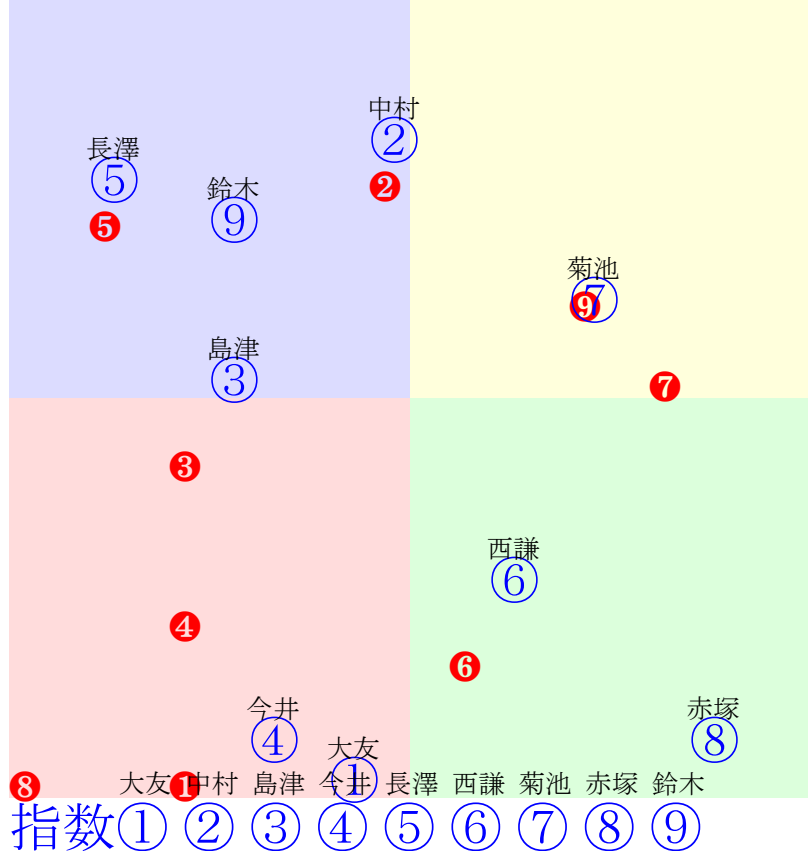 中村
②
長澤
⑤
❷
鈴木
⑨
❺
菊池
⑦
❾
島津
③
❼
❸
西謙
⑥
❹
❻
今井
④
赤塚
⑧
大友
①
❽ ❶
大友 中村 島津 今井 長澤 西謙 菊池 赤塚 鈴木
指数①②③④⑤⑥⑦⑧⑨